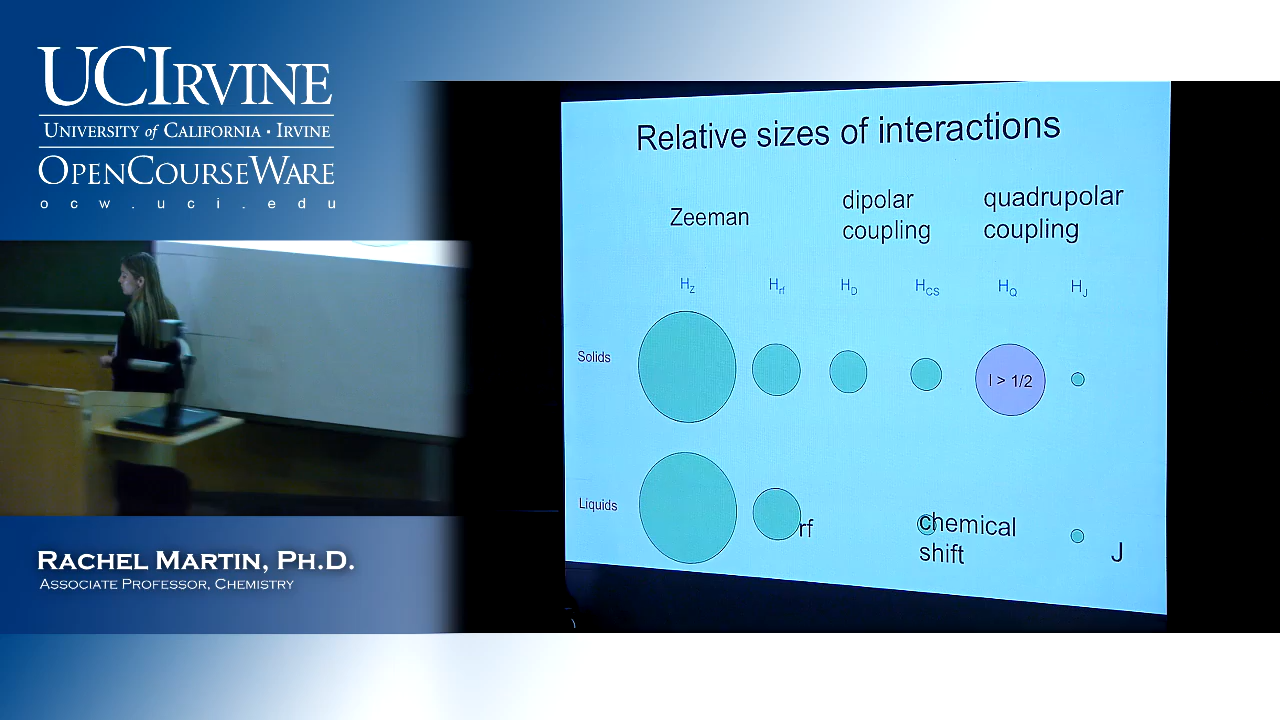 UCIRVINE
UNIVERSITY of CALIFORNIA · IRVINE
OPENCOURSEWARE
ocw.uci.edu
RACHEL MARTIN, PH.D.
ASSOCIATE PROFESSOR, CHEMISTRY
Relative sizes of interactions
Zeeman
dipolar
coupling
quadrupolar
coupling
HZ Hrf HD HCS HQ HJ
Solids
I > 1/2
Liquids
rf
chemical
shift
J